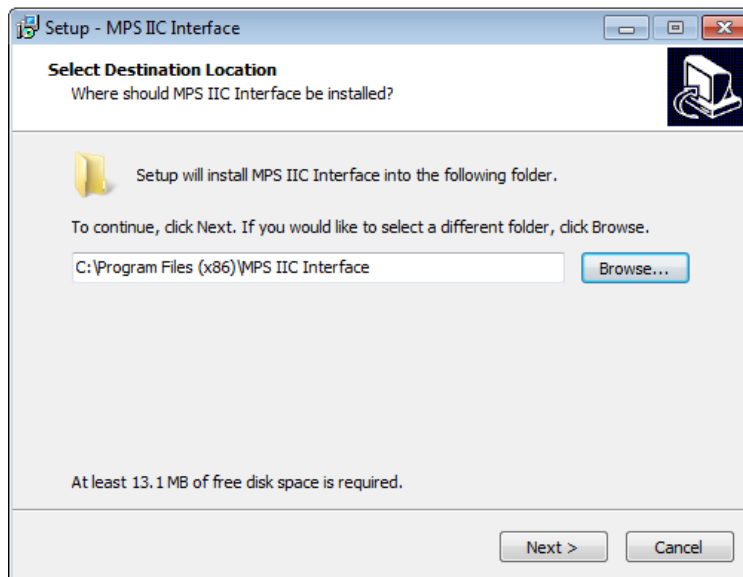 Setup - MPS IIC Interface
Select Destination Location
Where should MPS IIC Interface be installed?
Setup will install MPS IIC Interface into the following folder.
To continue, click Next. If you would like to select a different folder, click Browse.
C:\Program Files (x86)\MPS IIC Interface
Browse...
At least 13.1 MB of free disk space is required.
Next >
Cancel